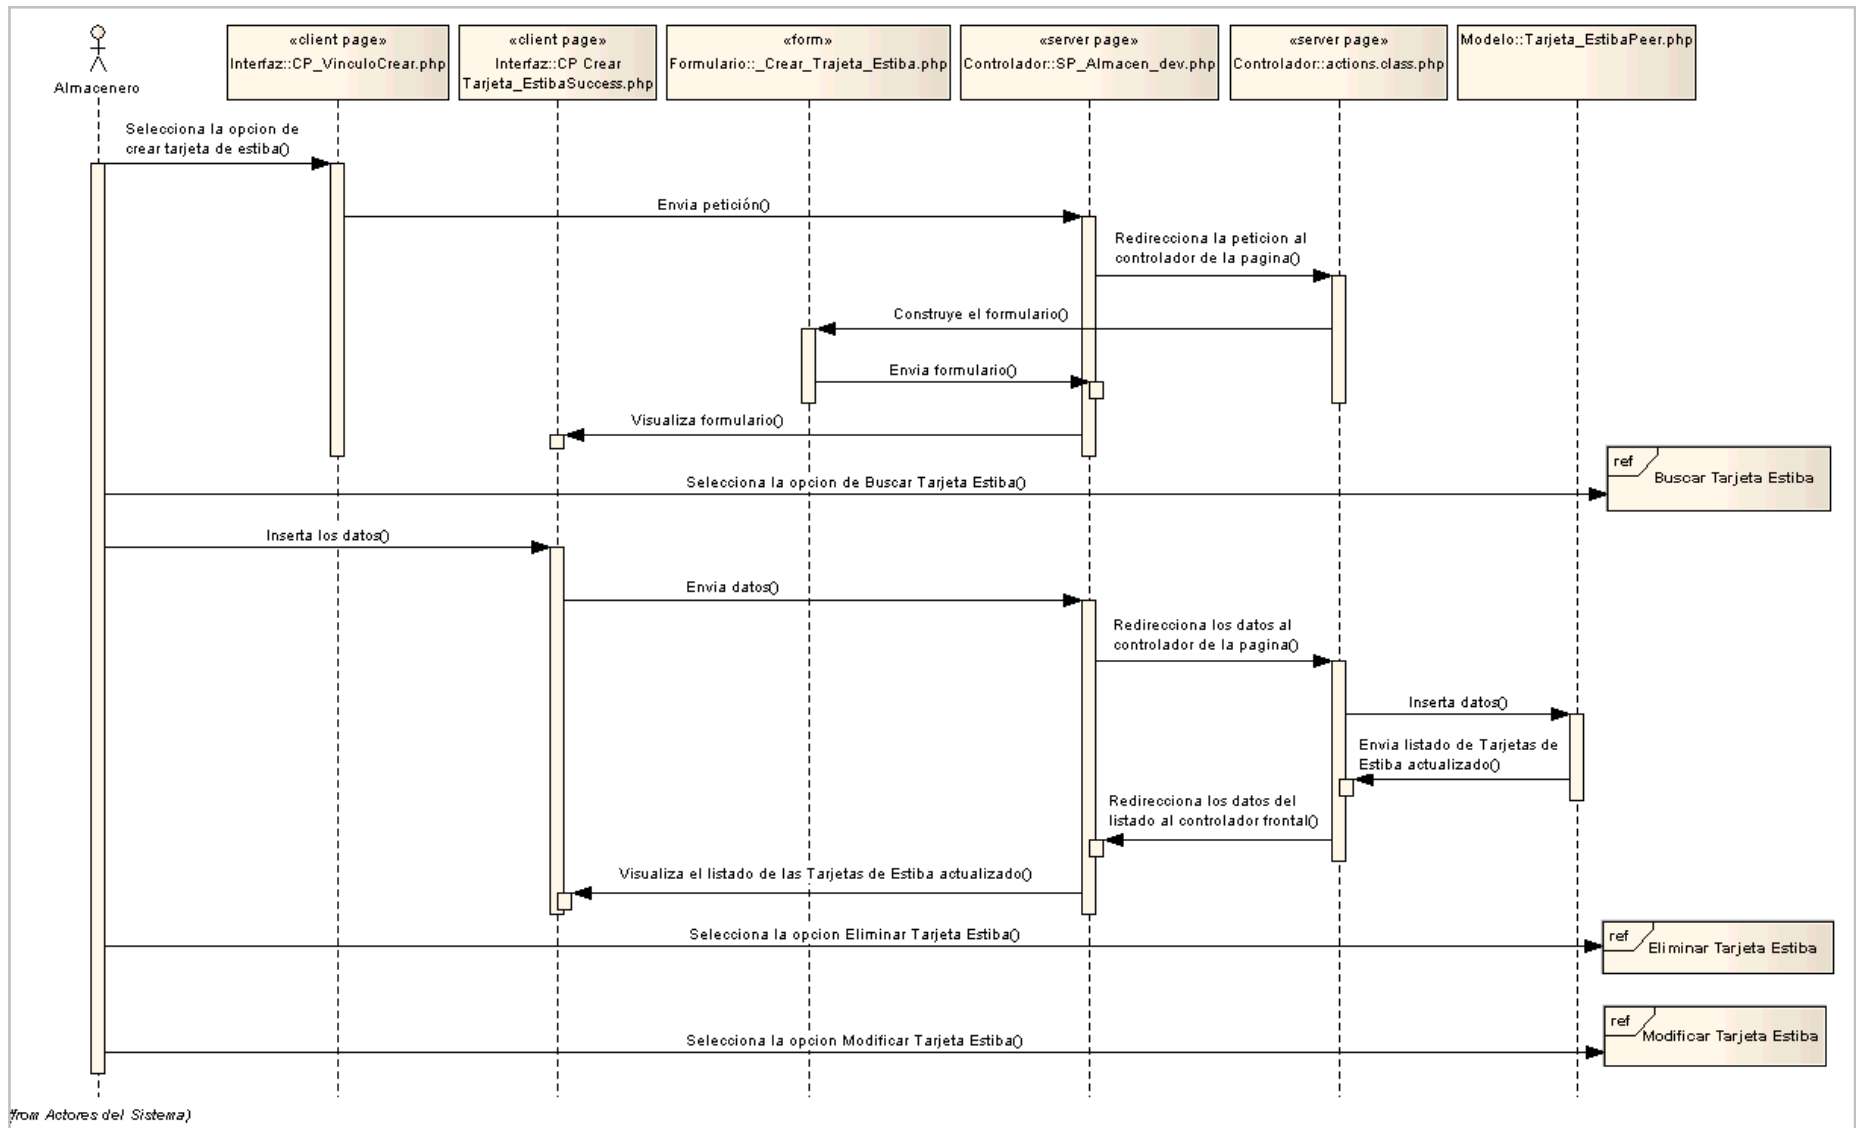 Almacenero
«client page»
Interfaz::CP_VinculoCrear.php
«client page»
Interfaz::CP Crear
Tarjeta_EstibaSuccess.php
«form»
Formulario::_Crear_Trajeta_Estiba.php
«server page»
Controlador::SP_Almacen_dev.php
«server page»
Controlador::actions.class.php
Modelo::Tarjeta_EstibaPeer.php
Selecciona la opcion de
crear tarjeta de estiba()
Envia petición()
Redirecciona la peticion al
controlador de la pagina()
Construye el formulario()
Envia formulario()
Visualiza formulario()
ref
Buscar Tarjeta Estiba
Selecciona la opcion de Buscar Tarjeta Estiba()
Inserta los datos()
Envia datos()
Redirecciona los datos al
controlador de la pagina()
Inserta datos()
Envia listado de Tarjetas de
Estiba actualizado()
Redirecciona los datos del
listado al controlador frontal()
Visualiza el listado de las Tarjetas de Estiba actualizado()
Selecciona la opcion Eliminar Tarjeta Estiba()
ref
Eliminar Tarjeta Estiba
ref
Modificar Tarjeta Estiba
Selecciona la opcion Modificar Tarjeta Estiba()
from Actores del Sistema)